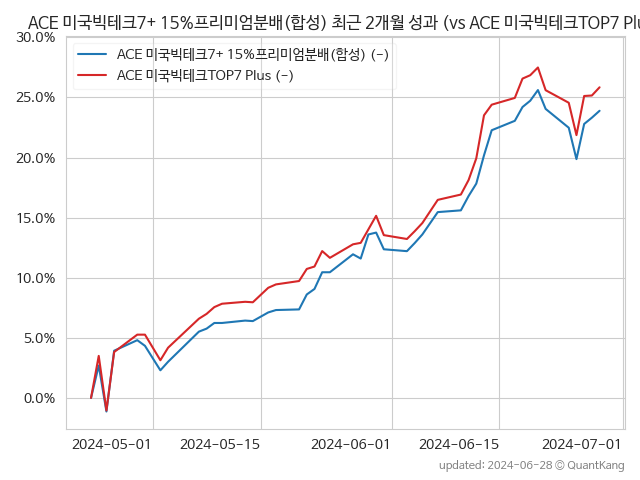 ACE 미국빅테크7+ 15%프리미엄분배(합성) 최근 2개월 성과 (vs ACE 미국빅테크TOP7 Plu
ACE 미국빅테크7+ 15%프리미엄분배(합성) (-)
ACE 미국빅테크TOP7 Plus (-)
30.0%
25.0%
20.0%
15.0%
10.0%
5.0%
0.0%
2024-05-01 2024-05-15 2024-06-01 2024-06-15 2024-07-01
updated: 2024-06-28 © QuantKang